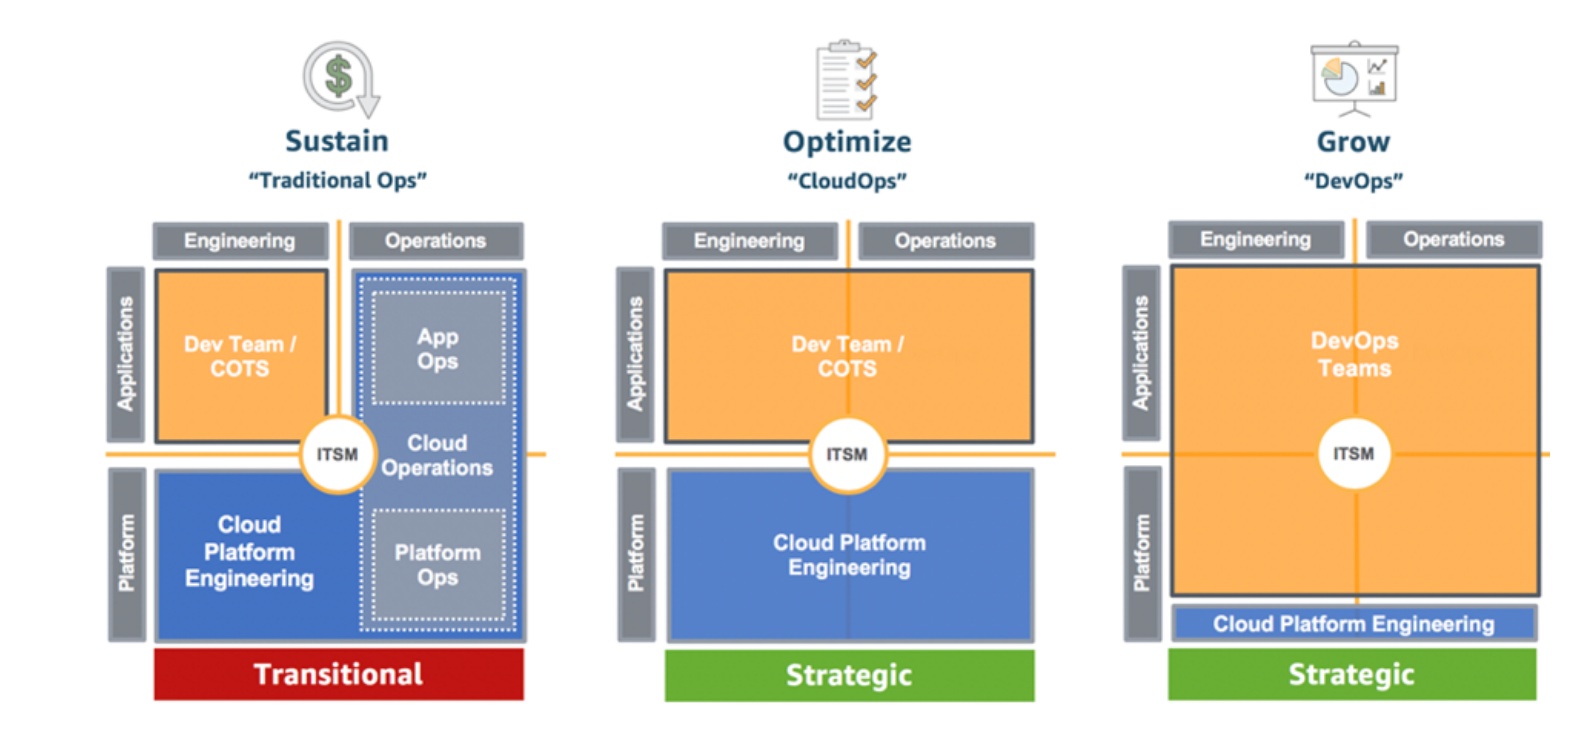 Sustain
“Traditional Ops”
Engineering
Operations
Applications
Platform
Dev Team /
COTS
App
Ops
Cloud
Operations
ITSM
Cloud
Platform
Engineering
Platform
Ops
Transitional
Optimize
“CloudOps”
Engineering
Operations
Applications
Platform
Dev Team /
COTS
ITSM
Cloud Platform
Engineering
Strategic
Grow
“DevOps”
Engineering
Operations
Applications
Platform
DevOps
Teams
ITSM
Cloud Platform Engineering
Strategic